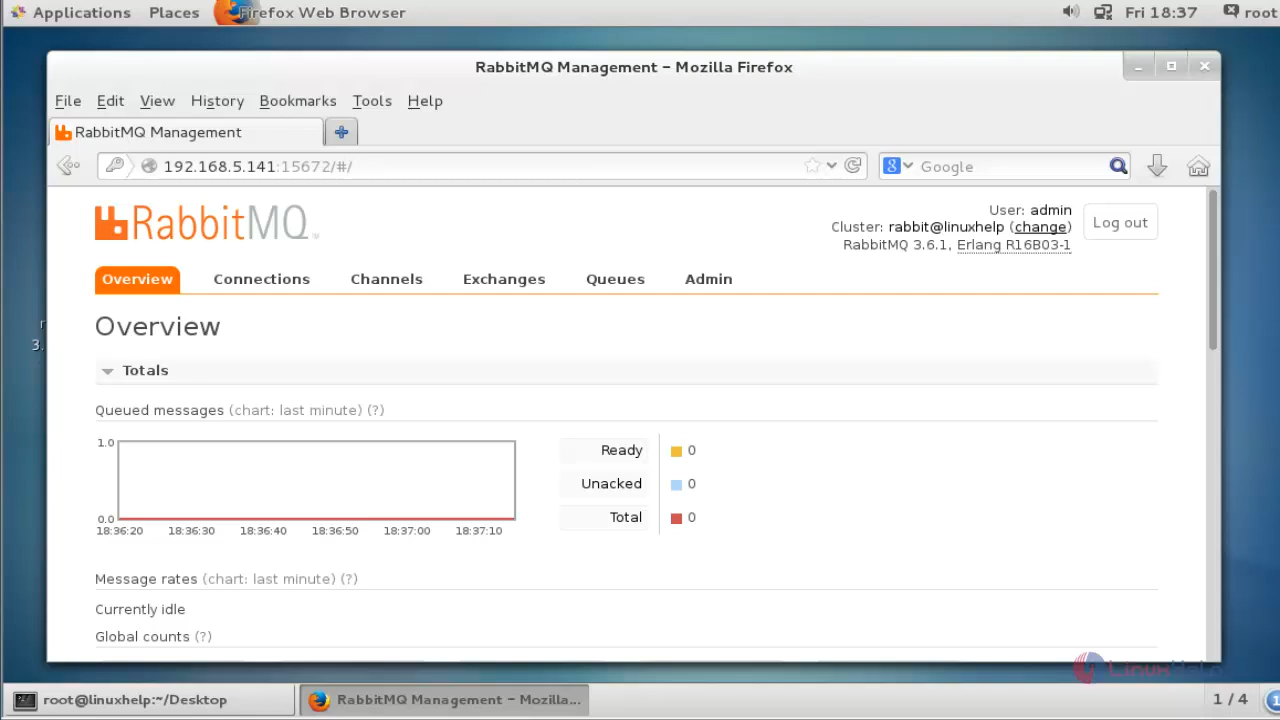 Applications Places Firefox Web Browser Fri 18:37 root
RabbitMQ Management – Mozilla Firefox
File Edit View History Bookmarks Tools Help
RabbitMQ Management
192.168.5.141:15672/#/ Google
RabbitMQ
User: admin
Cluster: rabbit@linuxhelp (change)
RabbitMQ 3.6.1, Erlang R16B03-1
Log out
Overview Connections Channels Exchanges Queues Admin
Overview
3.
Totals
Queued messages (chart: last minute) (?)
1.0
0.0
18:36:20 18:36:30 18:36:40 18:36:50 18:37:00 18:37:10
Ready 0
Unacked 0
Total 0
Message rates (chart: last minute) (?)
Currently idle
Global counts (?)
LinuxHelp
root@linuxhelp:~/Desktop RabbitMQ Management – Mozilla... 1 / 4